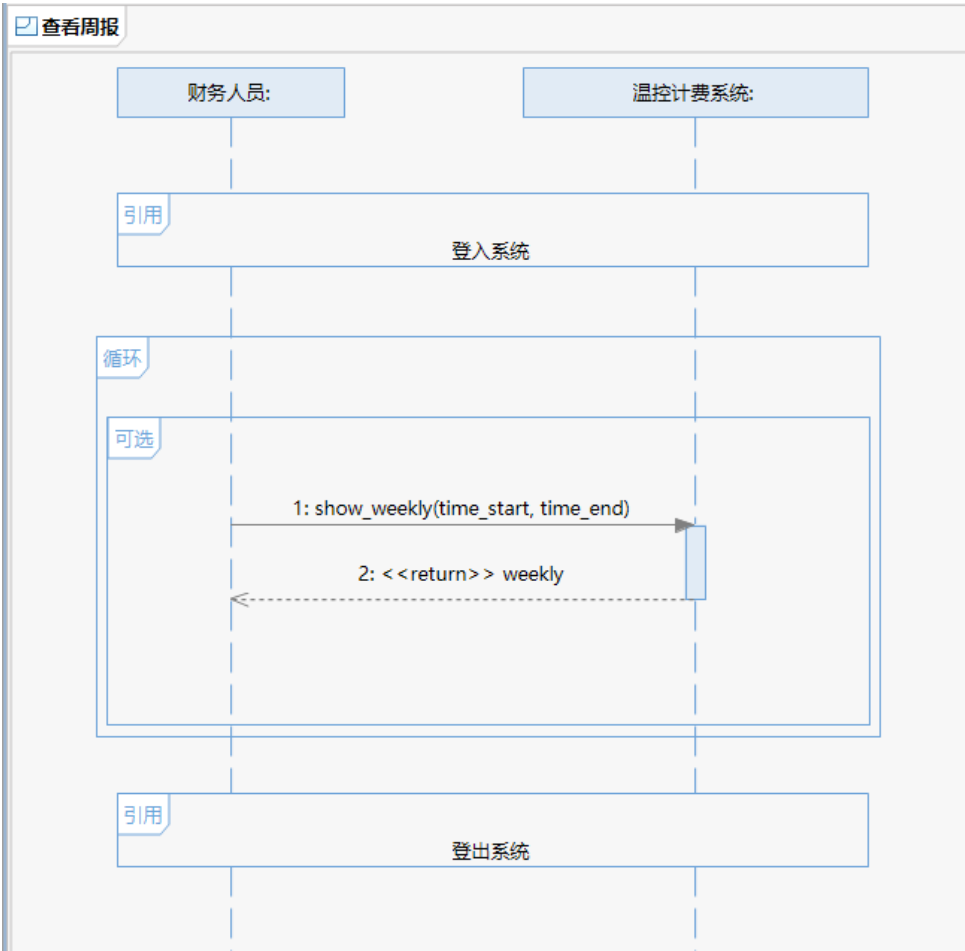 查看周报
财务人员:
温控计费系统:
引用
登入系统
循环
可选
1: show_weekly(time_start, time_end)
2: <<return>> weekly
引用
登出系统